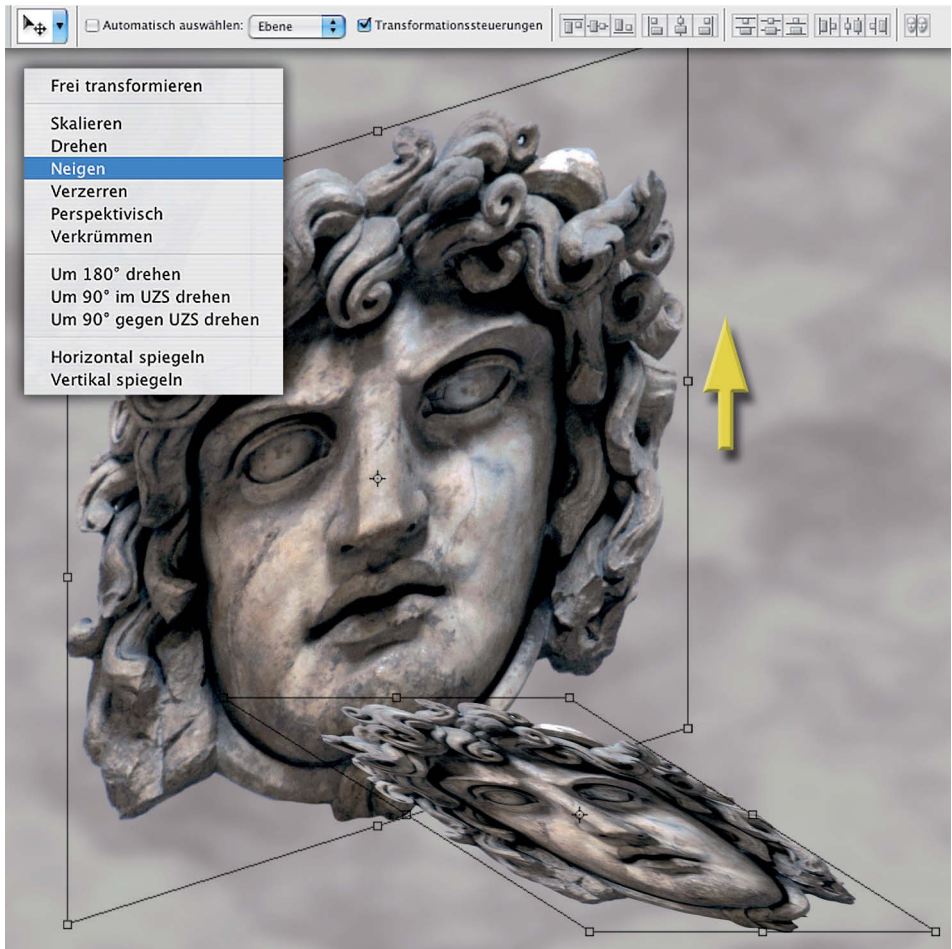 Automatisch auswählen: Ebene Transformationssteuerungen
Frei transformieren
Skalieren
Drehen
Neigen
Verzerren
Perspektivisch
Verkrümmen
Um 180° drehen
Um 90° im UZS drehen
Um 90° gegen UZS drehen
Horizontal spiegeln
Vertikal spiegeln